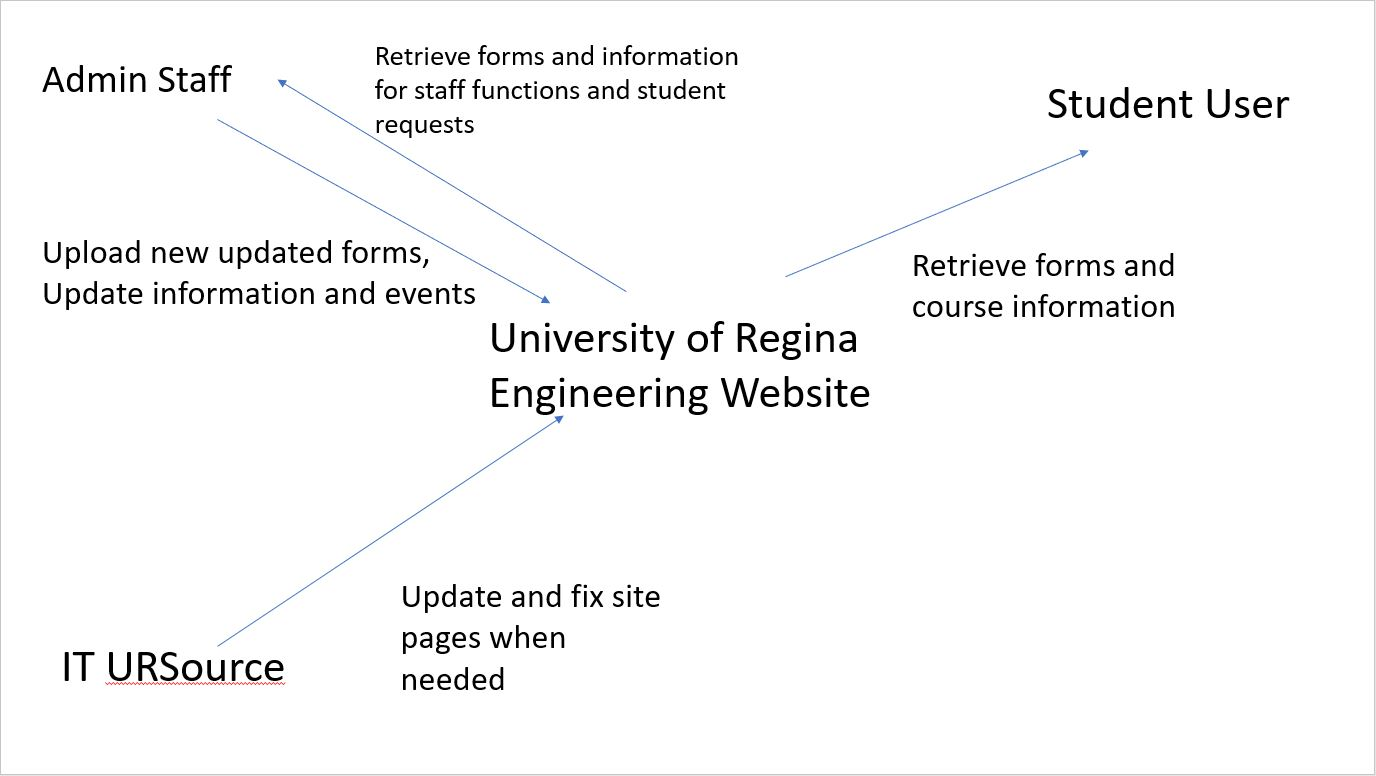 Admin Staff
Retrieve forms and information
for staff functions and student
requests
Student User
Upload new updated forms,
Update information and events
Retrieve forms and
course information
University of Regina
Engineering Website
Update and fix site
pages when
needed
IT URSource